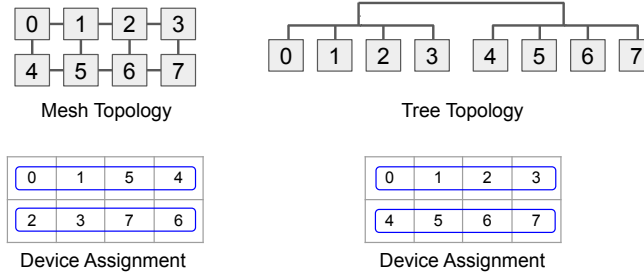 0 1 2 3
4 5 6 7
Mesh Topology
0 1 2 3 4 5 6 7
Tree Topology
0 1 5 4
2 3 7 6
Device Assignment
0 1 2 3
4 5 6 7
Device Assignment